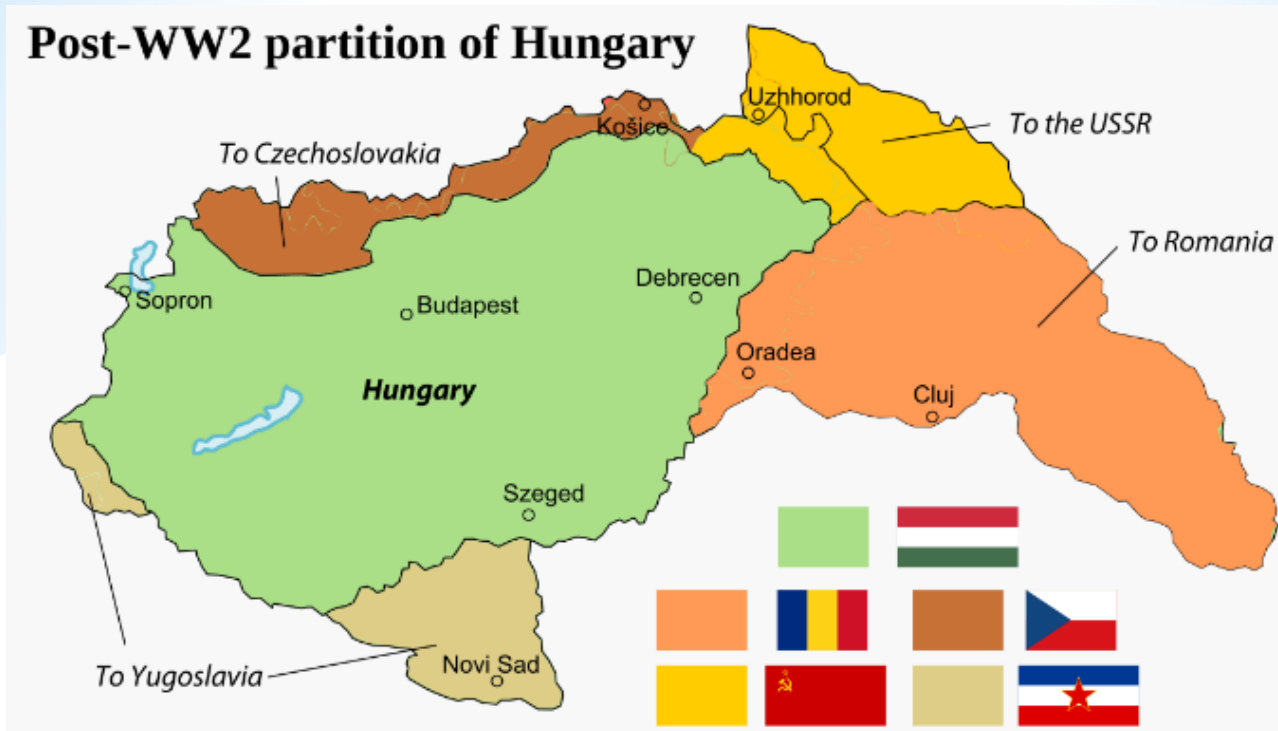 Post-WW2 partition of Hungary
Uzhhorod
To the USSR
Košice
To Czechoslovakia
To Romania
Debrecen
Sopron
Budapest
Oradea
Hungary
Cluj
Szeged
To Yugoslavia
Novi Sad